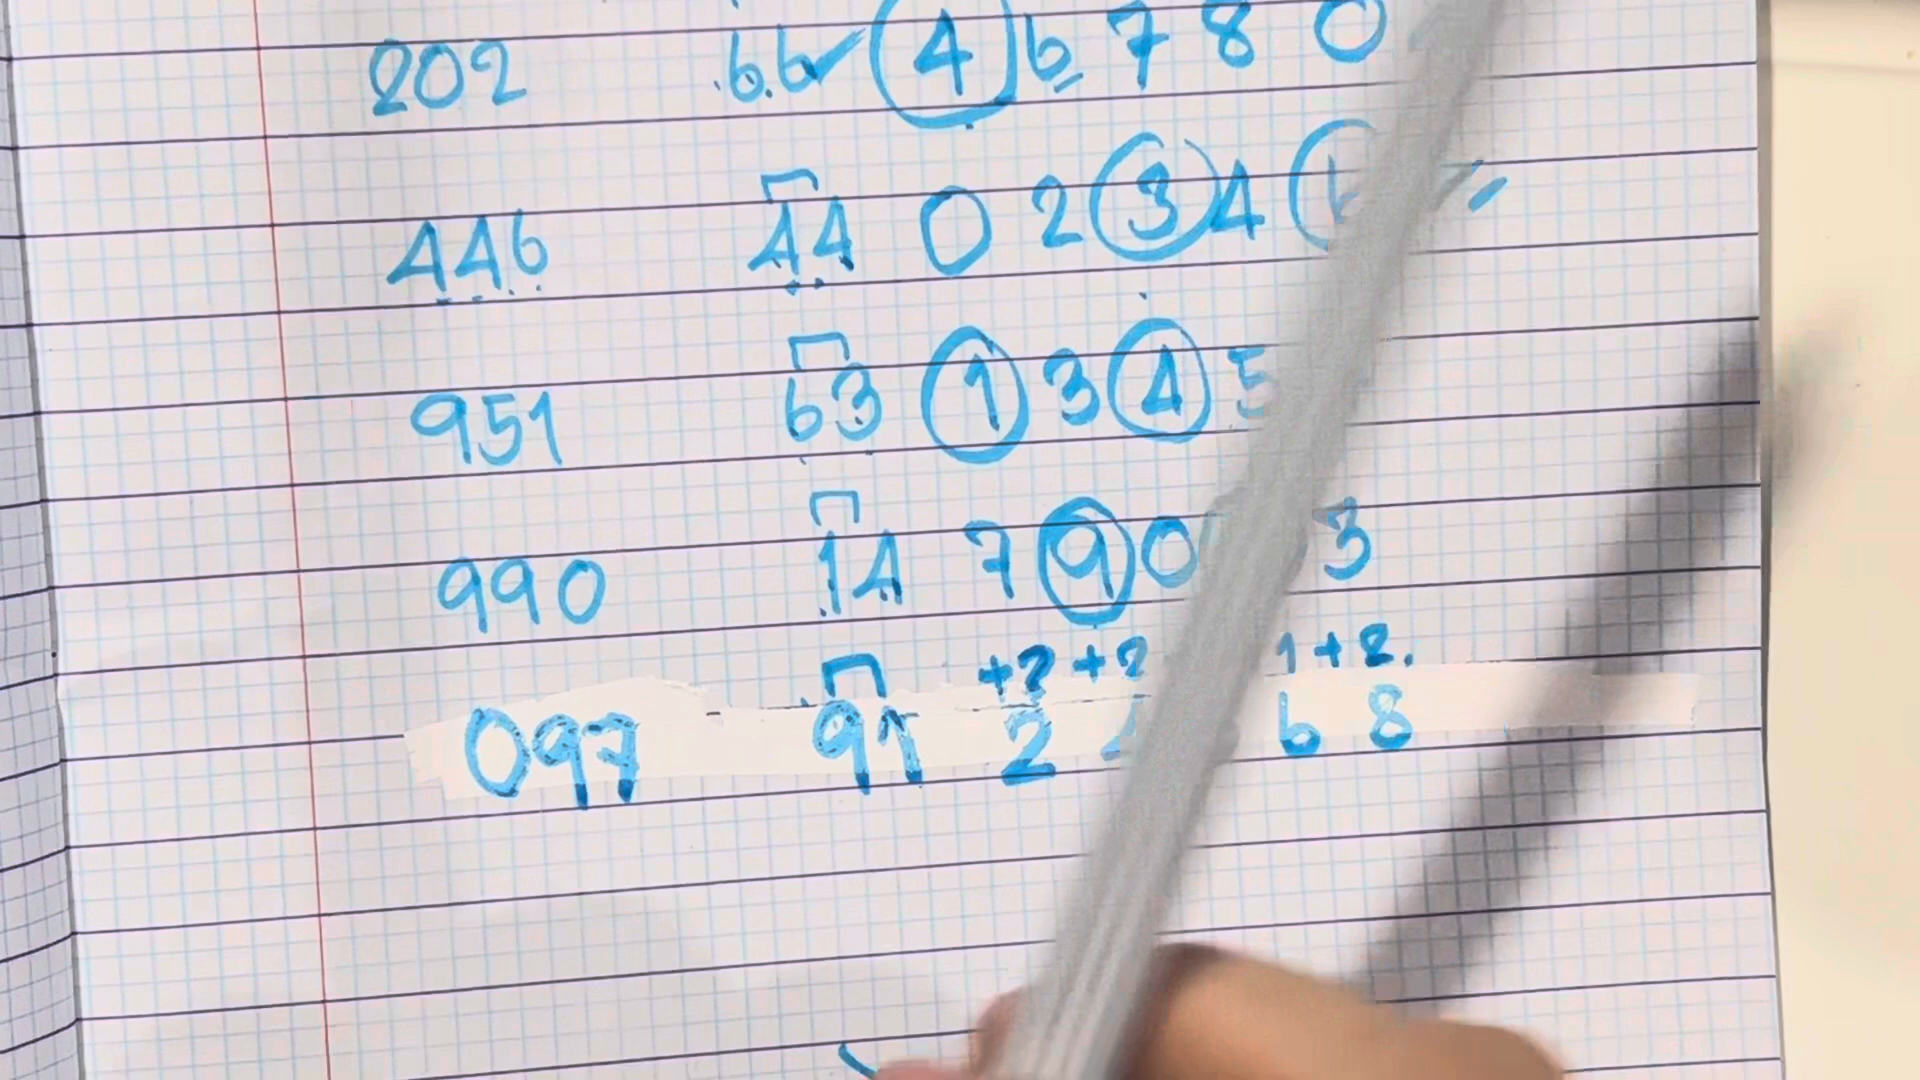 202 66 ✓ 4 6 7 8 0
446 44 0 2 3 4
951 63 1 3 4 5
990 14 7 9 0 3
+2 +2 1+2.
097 91 2 6 8